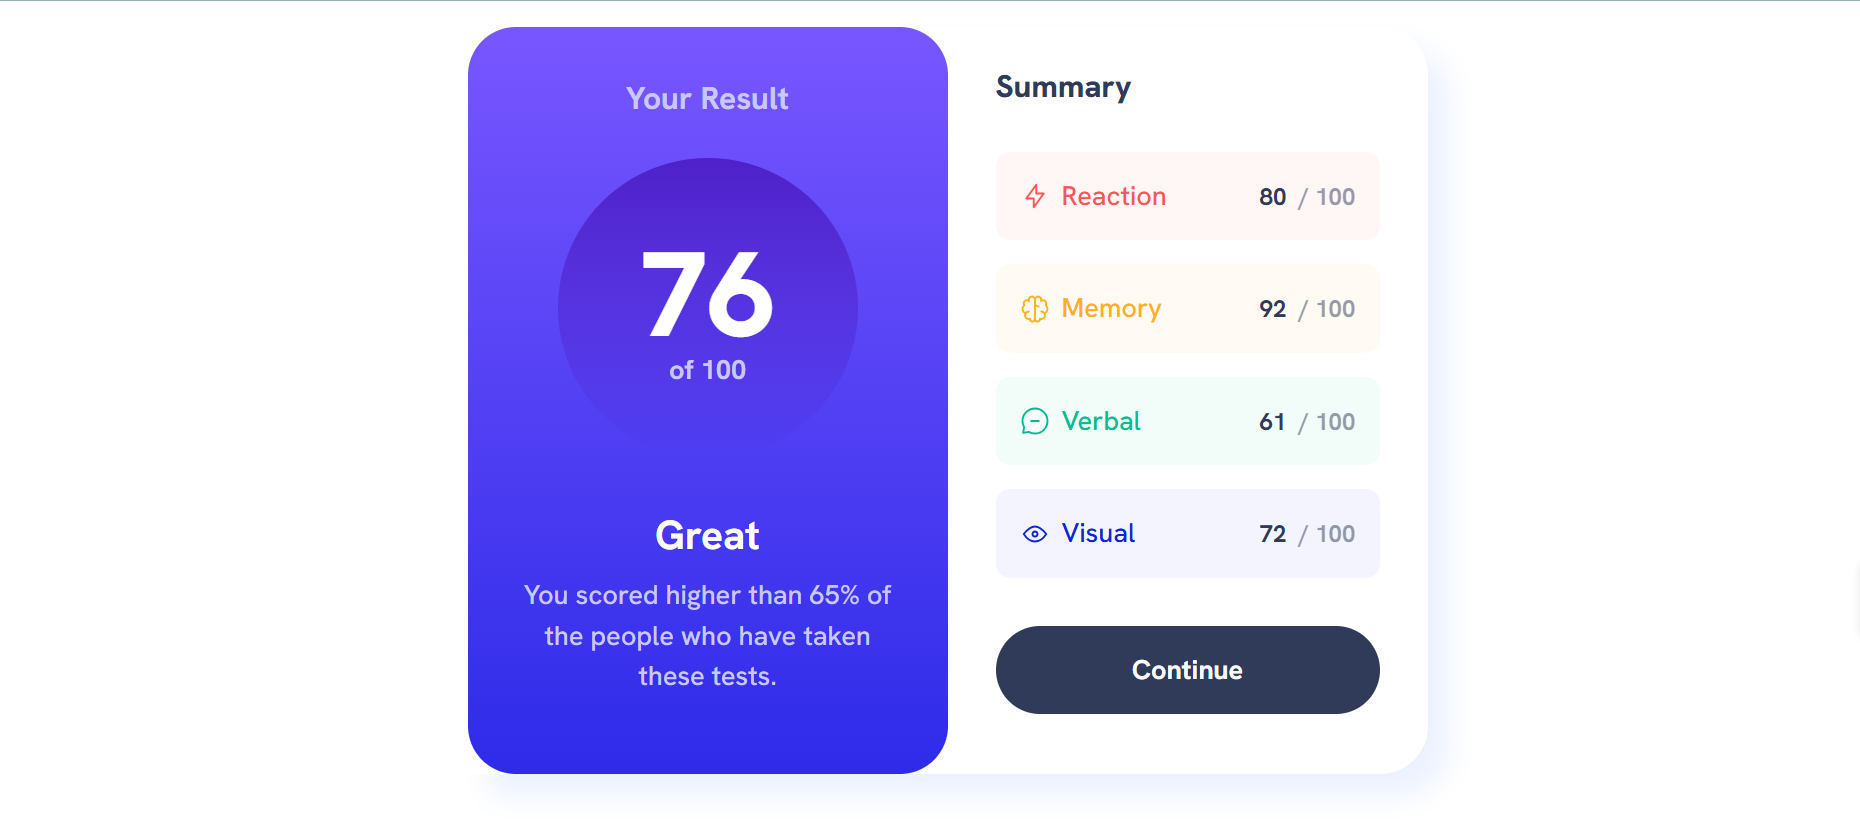 Your Result
76
of 100
Great
You scored higher than 65% of
the people who have taken
these tests.
Summary
Reaction 80 / 100
Memory 92 / 100
Verbal 61 / 100
Visual 72 / 100
Continue